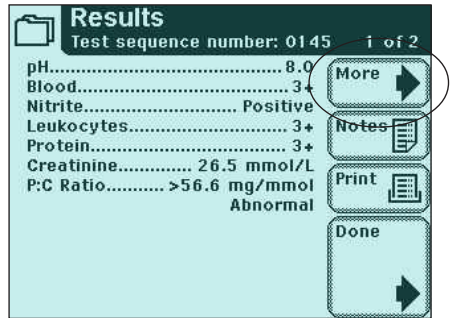 Results
Test sequence number: 0145 1 of 2
pH.............................................8.0
Blood........................................3+
Nitrite........................... Positive
Leukocytes............................3+
Protein....................................3+
Creatinine............. 26.5 mmol/L
P:C Ratio.......... >56.6 mg/mmol
Abnormal
More
Notes
Print
Done